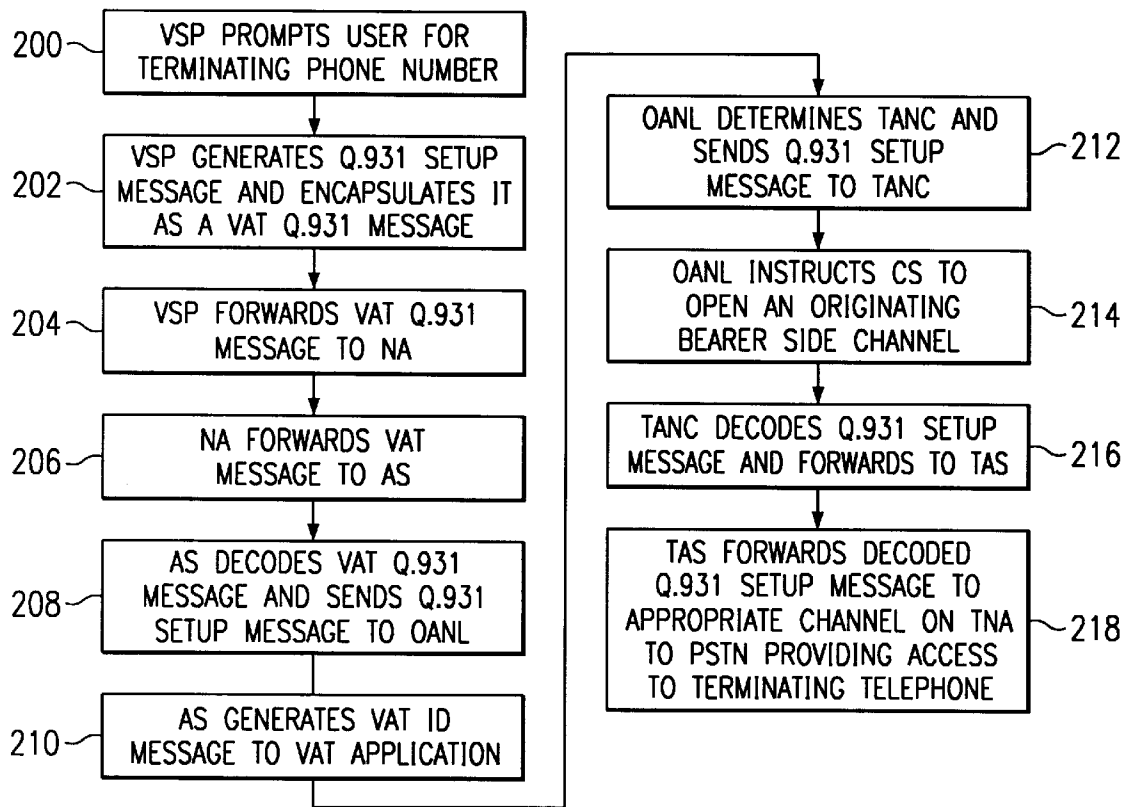 200
VSP PROMPTS USER FOR
TERMINATING PHONE NUMBER
202
VSP GENERATES Q.931 SETUP
MESSAGE AND ENCAPSULATES IT
AS A VAT Q.931 MESSAGE
204
VSP FORWARDS VAT Q.931
MESSAGE TO NA
206
NA FORWARDS VAT
MESSAGE TO AS
208
AS DECODES VAT Q.931
MESSAGE AND SENDS Q.931
SETUP MESSAGE TO OANL
210
AS GENERATES VAT ID
MESSAGE TO VAT APPLICATION
OANL DETERMINES TANC AND
SENDS Q.931 SETUP
MESSAGE TO TANC
212
OANL INSTRUCTS CS TO
OPEN AN ORIGINATING
BEARER SIDE CHANNEL
214
TANC DECODES Q.931 SETUP
MESSAGE AND FORWARDS TO TAS
216
TAS FORWARDS DECODED
Q.931 SETUP MESSAGE TO
APPROPRIATE CHANNEL ON TNA
TO PSTN PROVIDING ACCESS
TO TERMINATING TELEPHONE
218